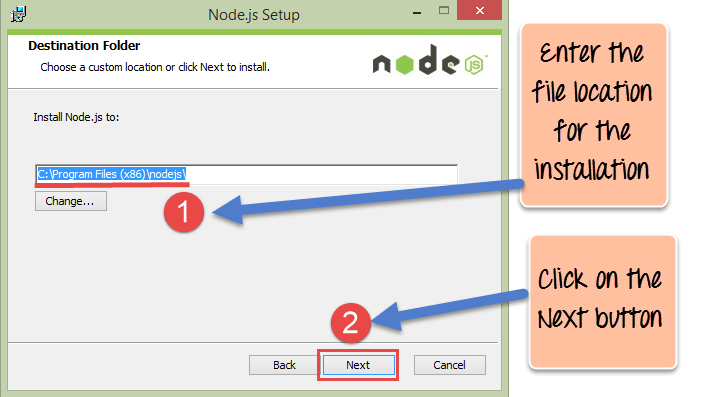 Node.js Setup
Destination Folder
Choose a custom location or click Next to install.
node
JS
Install Node.js to:
C:\Program Files (x86)\nodejs\
Change...
1
2
Back
Next
Cancel
Enter the
file location
for the
installation
Click on the
Next button